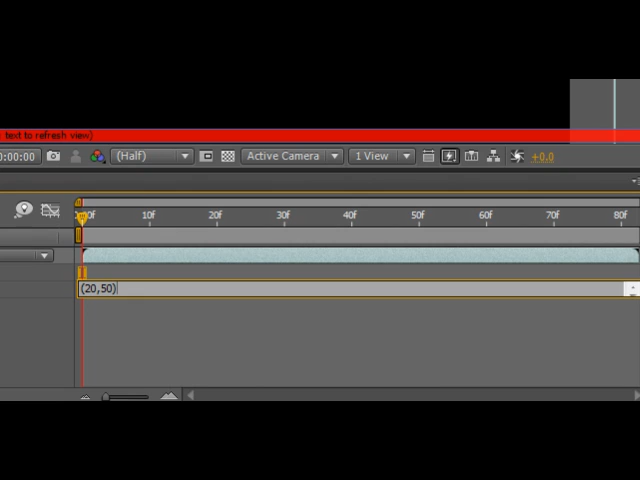 text to refresh view)
0:00:00 (Half) Active Camera 1 View +0.0
00f 10f 20f 30f 40f 50f 60f 70f 80f
(20,50)